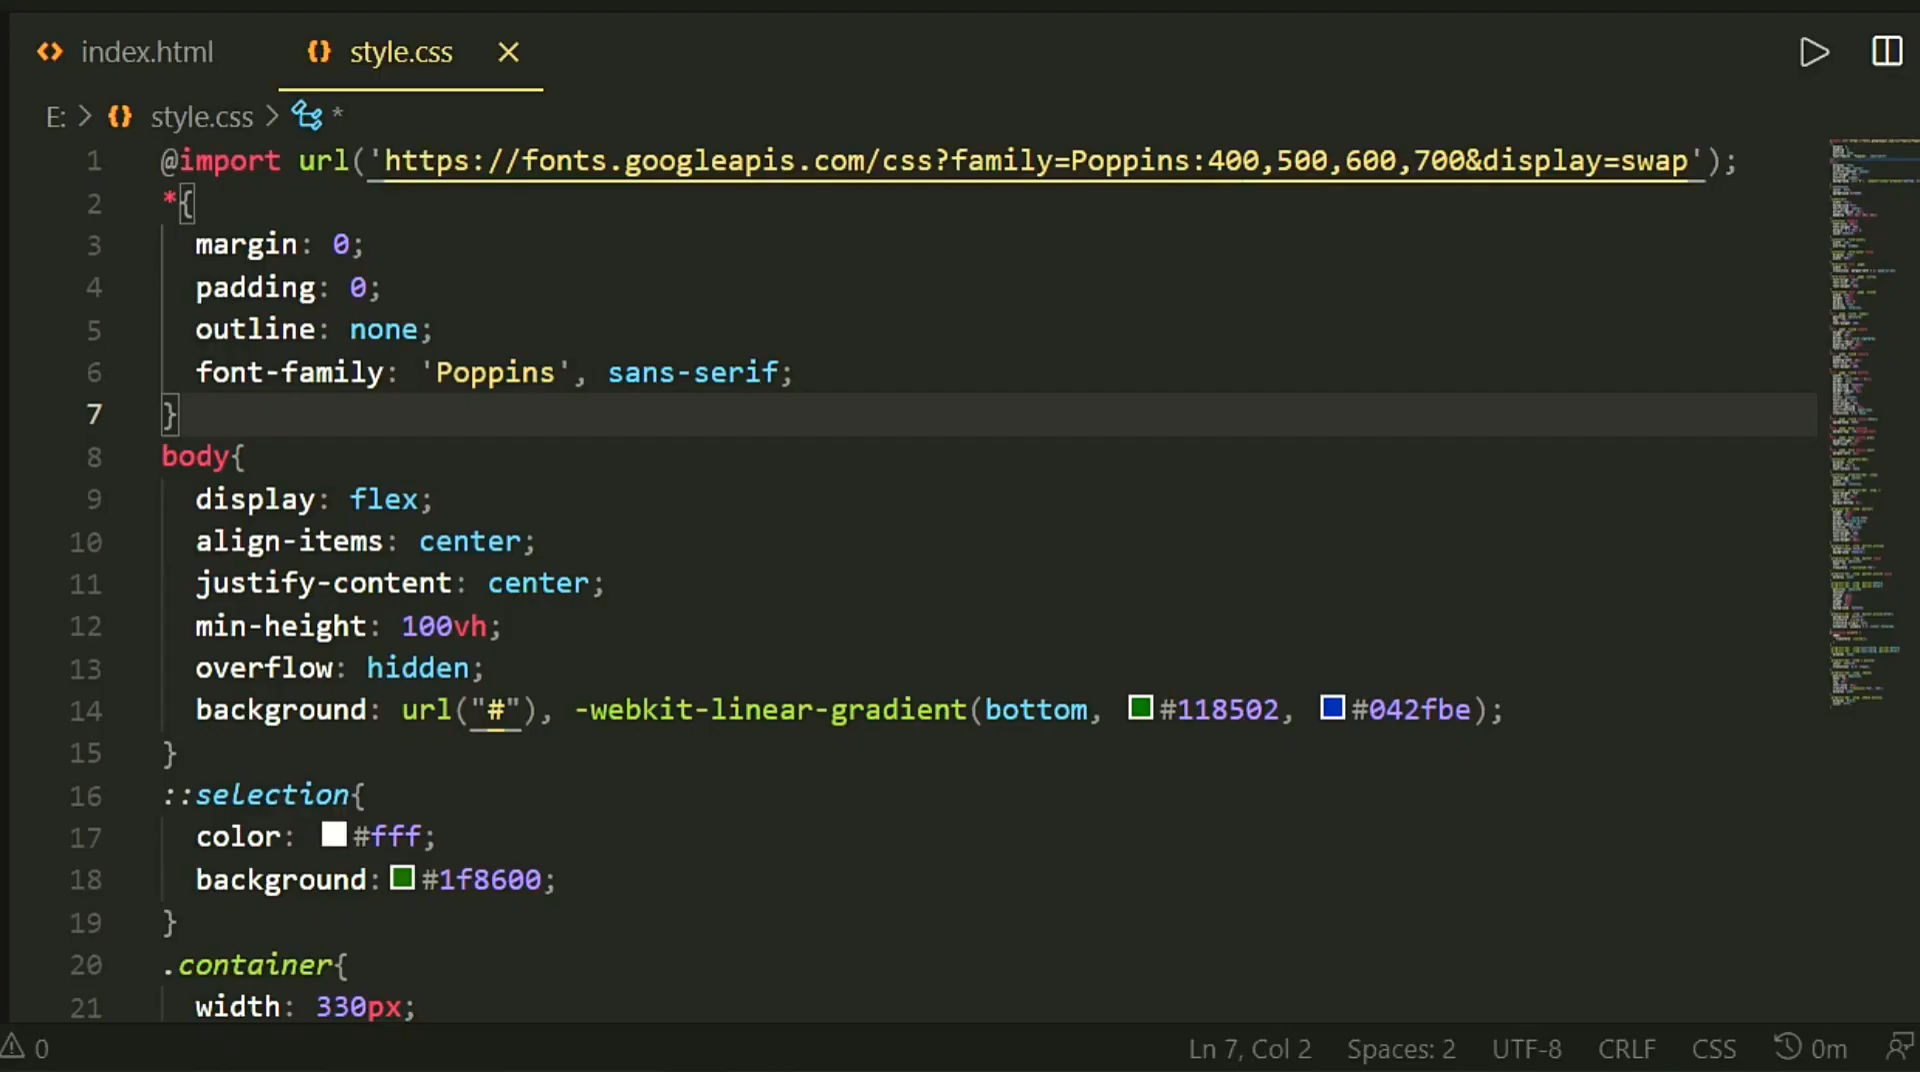 index.html style.css
E: > style.css > *
1 @import url('https://fonts.googleapis.com/css?family=Poppins:400,500,600,700&display=swap');
2 *{
3 margin: 0;
4 padding: 0;
5 outline: none;
6 font-family: 'Poppins', sans-serif;
7 }
8 body{
9 display: flex;
10 align-items: center;
11 justify-content: center;
12 min-height: 100vh;
13 overflow: hidden;
14 background: url("#"), -webkit-linear-gradient(bottom, #118502, #042fbe);
15 }
16 ::selection{
17 color: #fff;
18 background: #1f8600;
19 }
20 .container{
21 width: 330px;
0 Ln 7, Col 2 Spaces: 2 UTF-8 CRLF CSS 0m